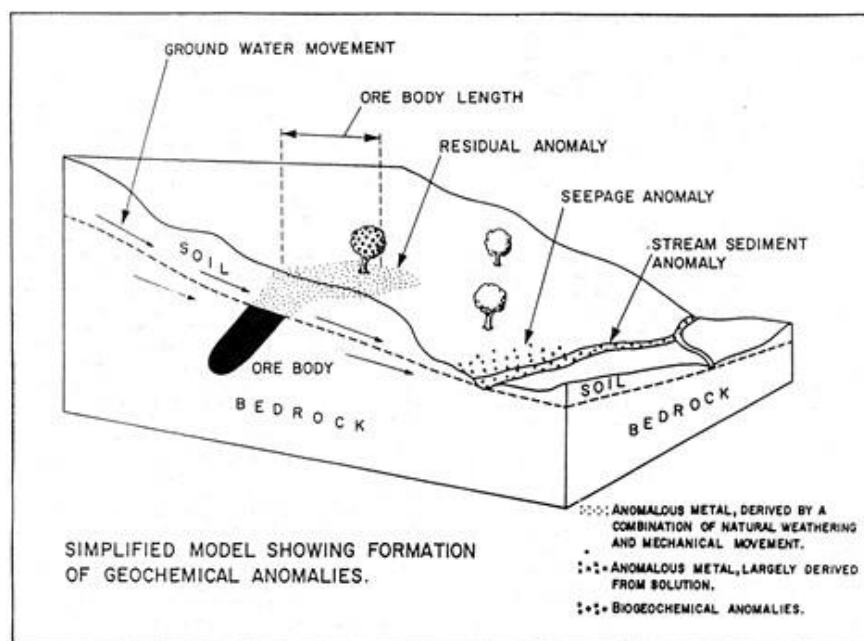 GROUND WATER MOVEMENT
ORE BODY LENGTH
RESIDUAL ANOMALY
SEEPAGE ANOMALY
STREAM SEDIMENT
ANOMALY
SOIL
ORE BODY
BEDROCK
SOIL
BEDROCK
SIMPLIFIED MODEL SHOWING FORMATION
OF GEOCHEMICAL ANOMALIES.
ANOMALOUS METAL, DERIVED BY A
COMBINATION OF NATURAL WEATHERING
AND MECHANICAL MOVEMENT.
ANOMALOUS METAL, LARGELY DERIVED
FROM SOLUTION.
BIOGEOCHEMICAL ANOMALIES.